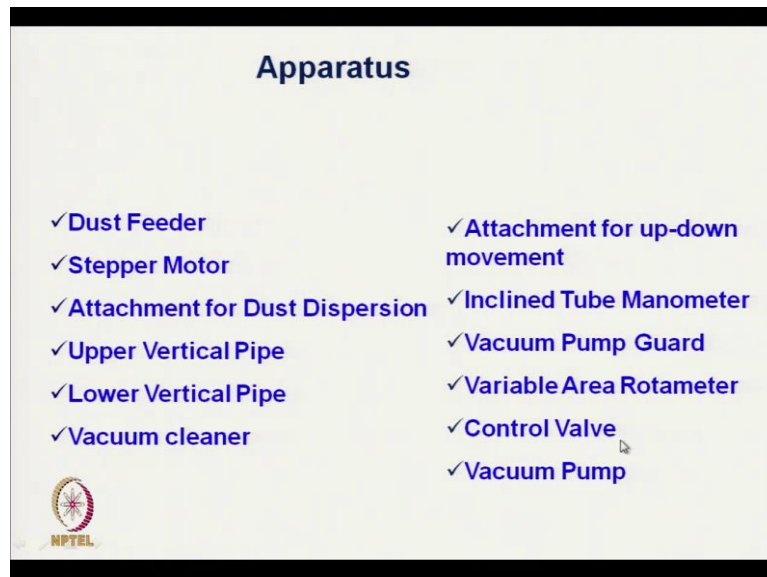 Apparatus
✓Dust Feeder
✓Stepper Motor
✓Attachment for Dust Dispersion
✓Upper Vertical Pipe
✓Lower Vertical Pipe
✓Vacuum cleaner
✓Attachment for up-down
movement
✓Inclined Tube Manometer
✓Vacuum Pump Guard
✓Variable Area Rotameter
✓Control Valve
✓Vacuum Pump
NPTEL